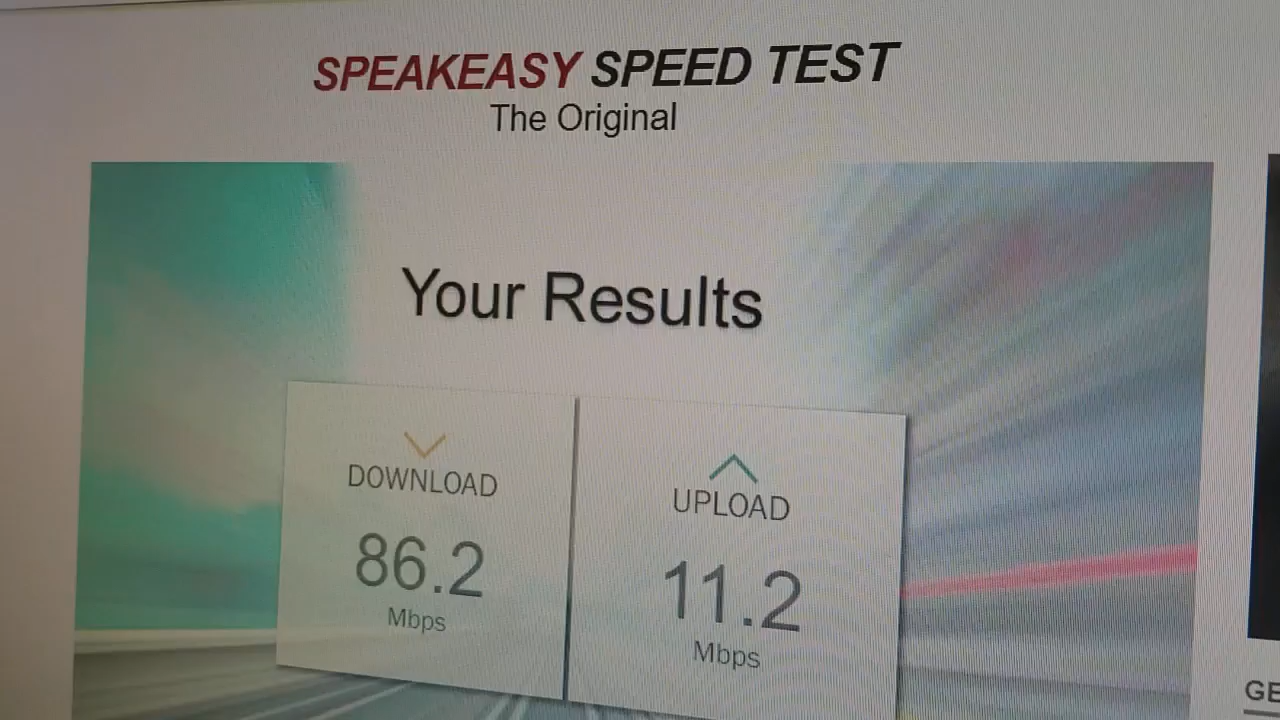 SPEAKEASY SPEED TEST
The Original
Your Results
DOWNLOAD
86.2
Mbps
UPLOAD
11.2
Mbps